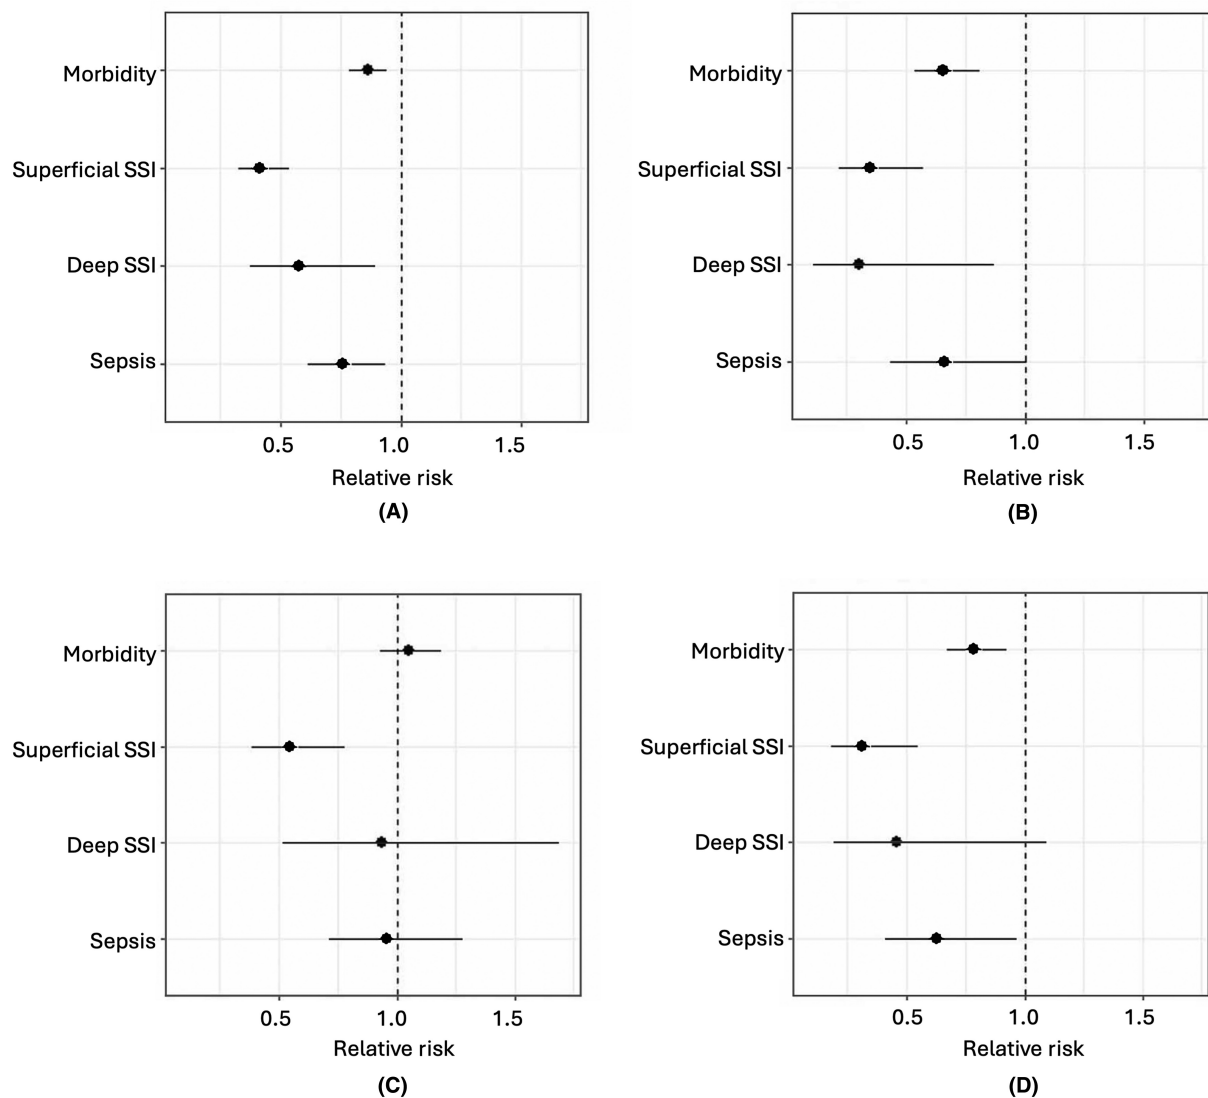 Morbidity
Superficial SSI
Deep SSI
Sepsis
0.5 1.0 1.5
Relative risk
(A)
Morbidity
Superficial SSI
Deep SSI
Sepsis
0.5 1.0 1.5
Relative risk
(B)
Morbidity
Superficial SSI
Deep SSI
Sepsis
0.5 1.0 1.5
Relative risk
(C)
Morbidity
Superficial SSI
Deep SSI
Sepsis
0.5 1.0 1.5
Relative risk
(D)